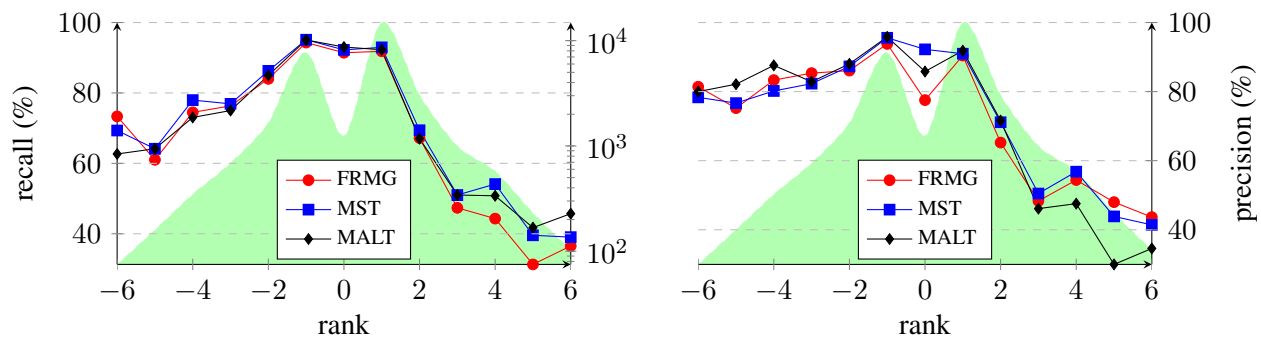 100
80
60
40
recall (%)
10^4
10^3
10^2
FRMG
MST
MALT
−6 −4 −2 0 2 4 6
rank
100
80
60
40
precision (%)
FRMG
MST
MALT
−6 −4 −2 0 2 4 6
rank